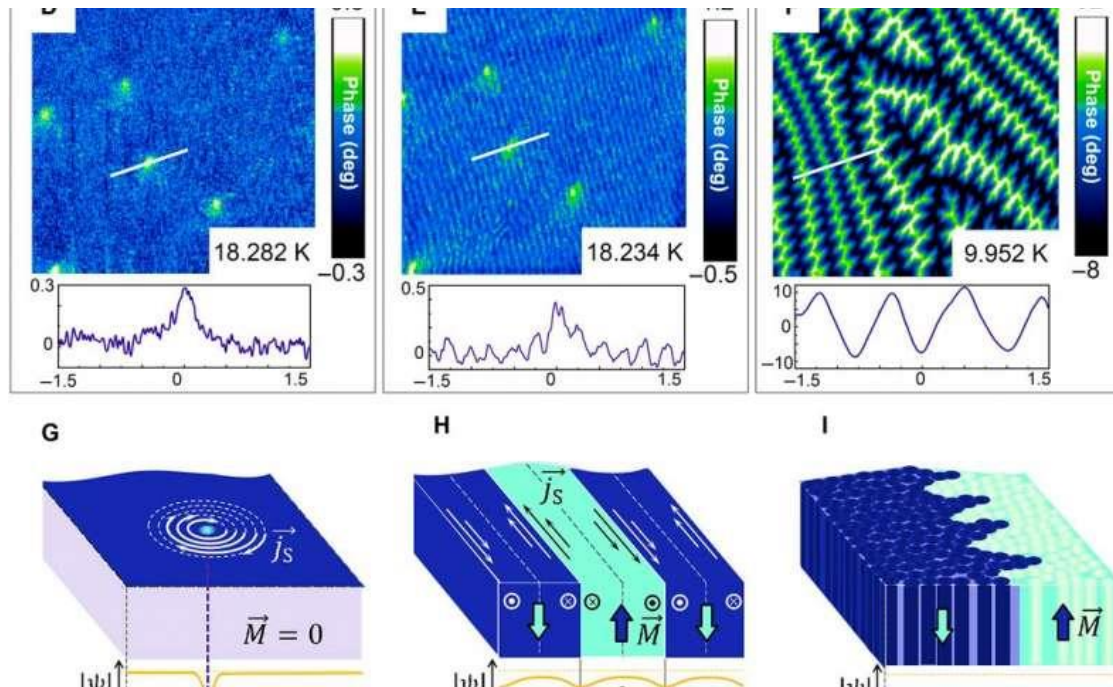 D
E
F
Phase (deg)
Phase (deg)
Phase (deg)
18.282 K
−0.3
18.234 K
−0.5
9.952 K
−8
0.3
0
−1.5
0
1.5
0.5
0
−1.5
0
1.5
10
0
−10
−1.5
0
1.5
G
H
I
j⃗S
M⃗ = 0
|ψ|
j⃗S
M⃗
|ψ|
M⃗
|ψ|